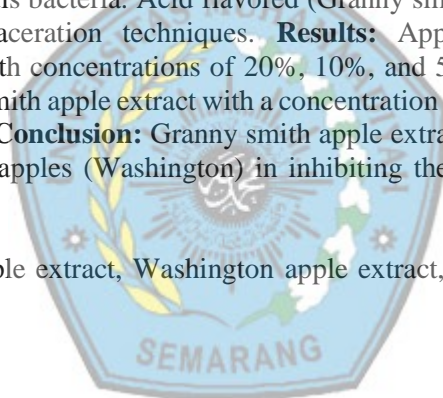 ns bacteria. Acid flavored (Granny sm
aceration techniques. Results: App
th concentrations of 20%, 10%, and 5
mith apple extract with a concentration
Conclusion: Granny smith apple extra
apples (Washington) in inhibiting the
ple extract, Washington apple extract,
SEMARANG